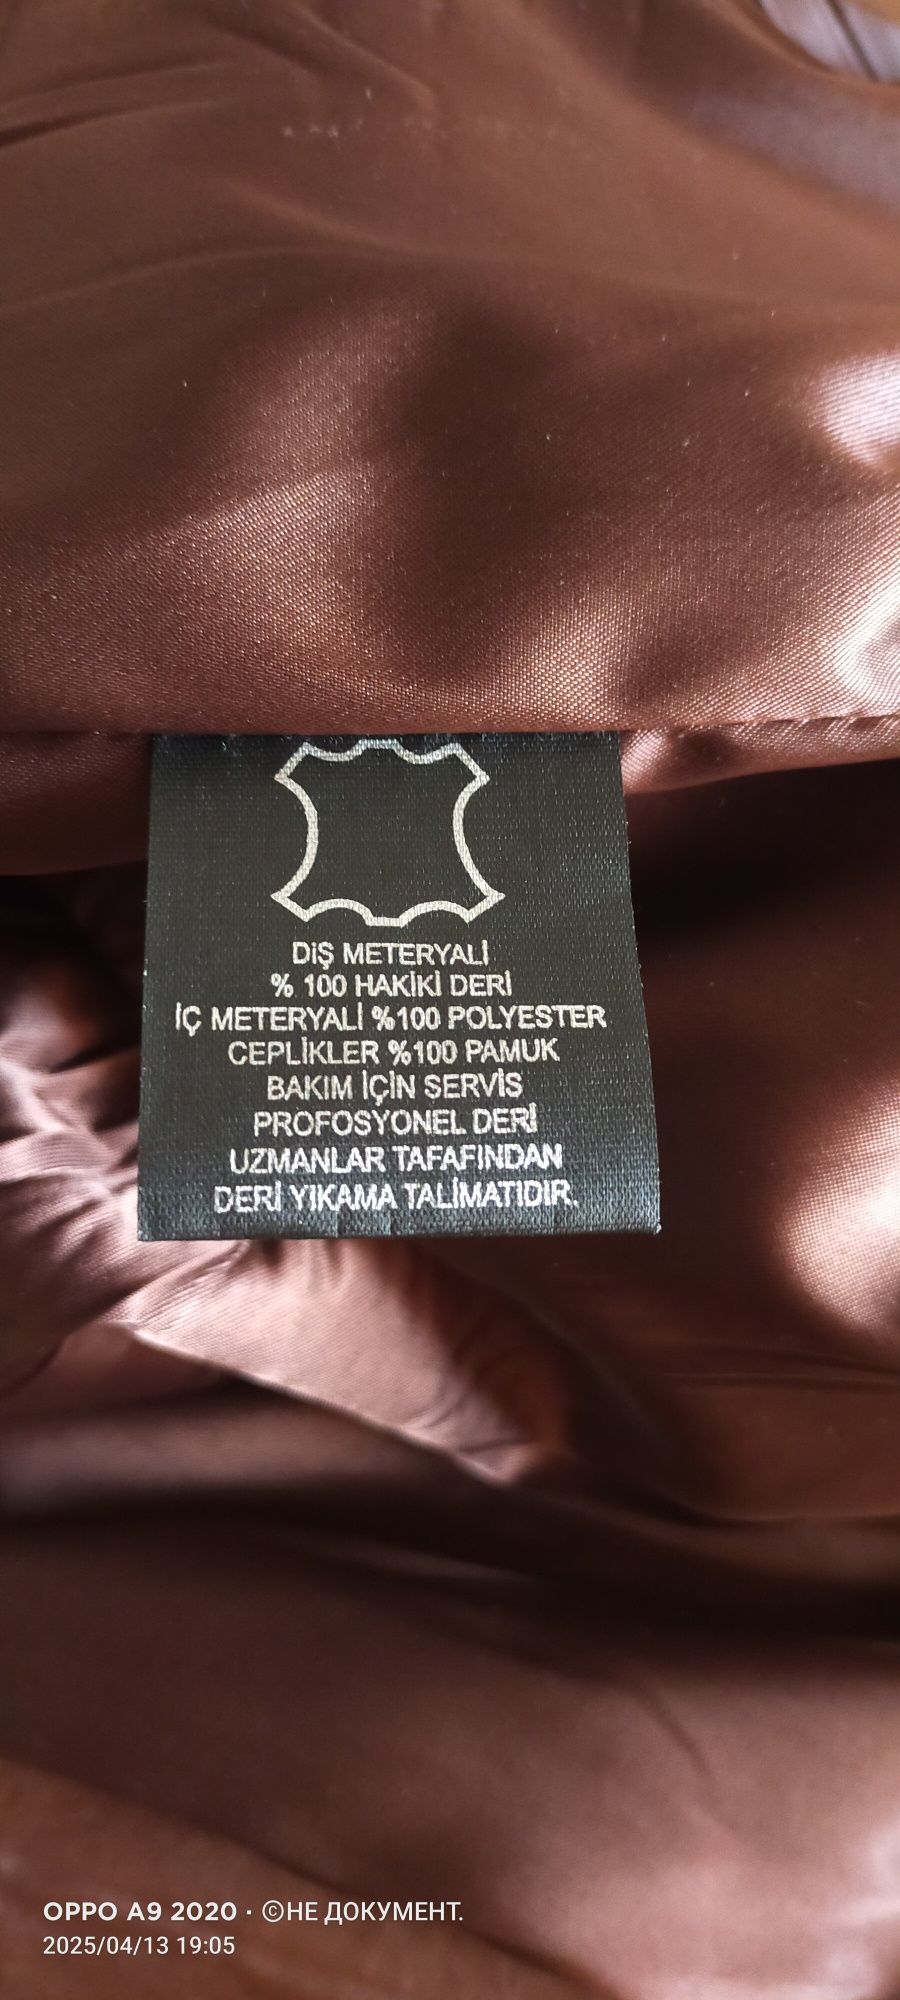 DiŞ METERYALİ
% 100 HAKİKİ DERİ
İÇ METERYALİ %100 POLYESTER
CEPLİKLER %100 PAMUK
BAKIM İÇİN SERVİS
PROFOSYONEL DERİ
UZMANLAR TAFAFINDAN
DERİ YIKAMA TALİMATIDIR.
OPPO A9 2020 · ©НЕ ДОКУМЕНТ.
2025/04/13 19:05